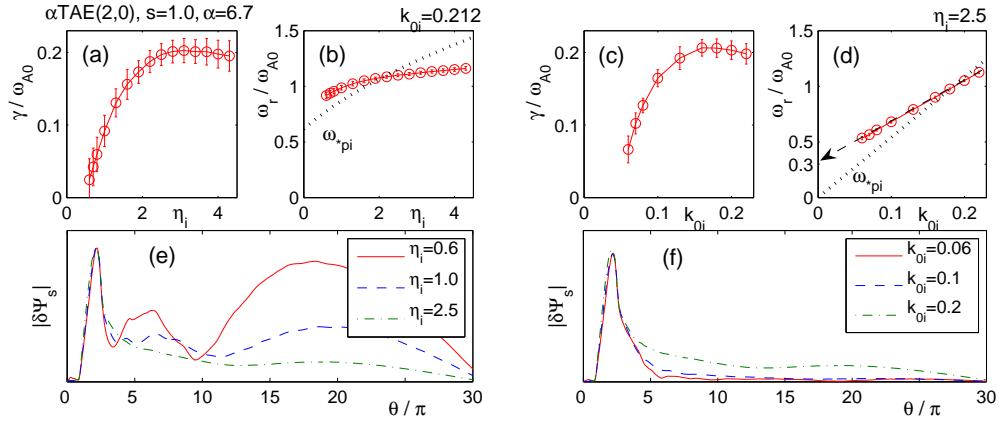 αTAE(2,0), s=1.0, α=6.7
k0i=0.212
ηi=2.5
(a)
γ / ωA0
0.2
0.1
0
0 2 4
ηi
(b)
ωr / ωA0
1.5
1
0.5
0
ω*pi
0 2 4
ηi
(c)
γ / ωA0
0.2
0.1
0
0 0.1 0.2
k0i
(d)
ωr / ωA0
1.5
1
0.5
0.3
0
ω*pi
0 0.1 0.2
k0i
(e)
|δΨs|
ηi=0.6
ηi=1.0
ηi=2.5
0 5 10 15 20 25 30
θ / π
(f)
|δΨs|
k0i=0.06
k0i=0.1
k0i=0.2
0 5 10 15 20 25 30
θ / π